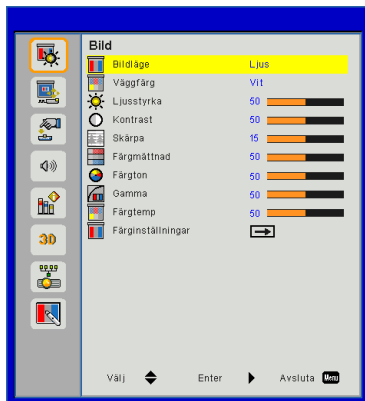 Bild
Bildläge Ljus
Väggfärg Vit
Ljusstyrka 50
Kontrast 50
Skärpa 15
Färgmättnad 50
Färgton 50
Gamma 50
Färgtemp 50
Färginställningar
3D
Välj Enter Avsluta Menu